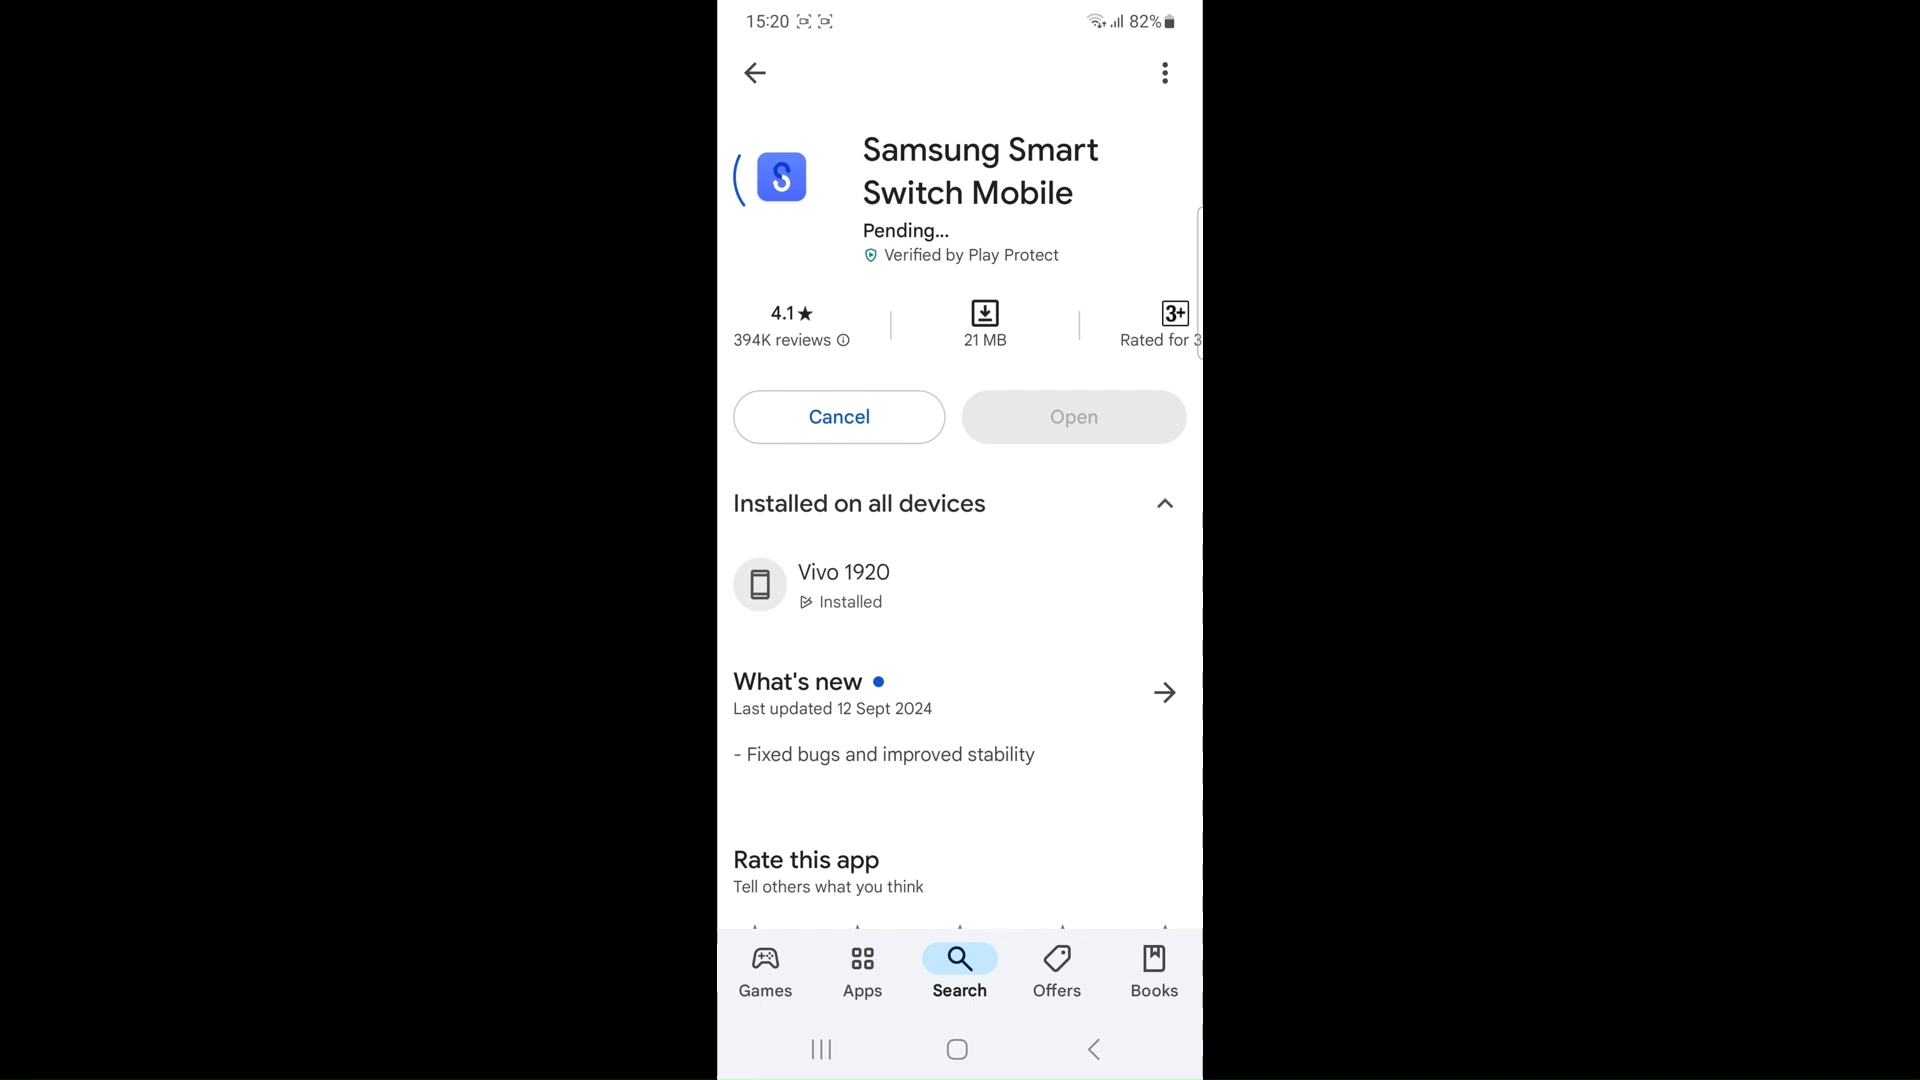 15:20 82%
Samsung Smart
Switch Mobile
Pending...
Verified by Play Protect
4.1★ 3+
394K reviews 21 MB Rated for 3
Cancel Open
Installed on all devices
Vivo 1920
Installed
What's new
Last updated 12 Sept 2024
- Fixed bugs and improved stability
Rate this app
Tell others what you think
Games Apps Search Offers Books